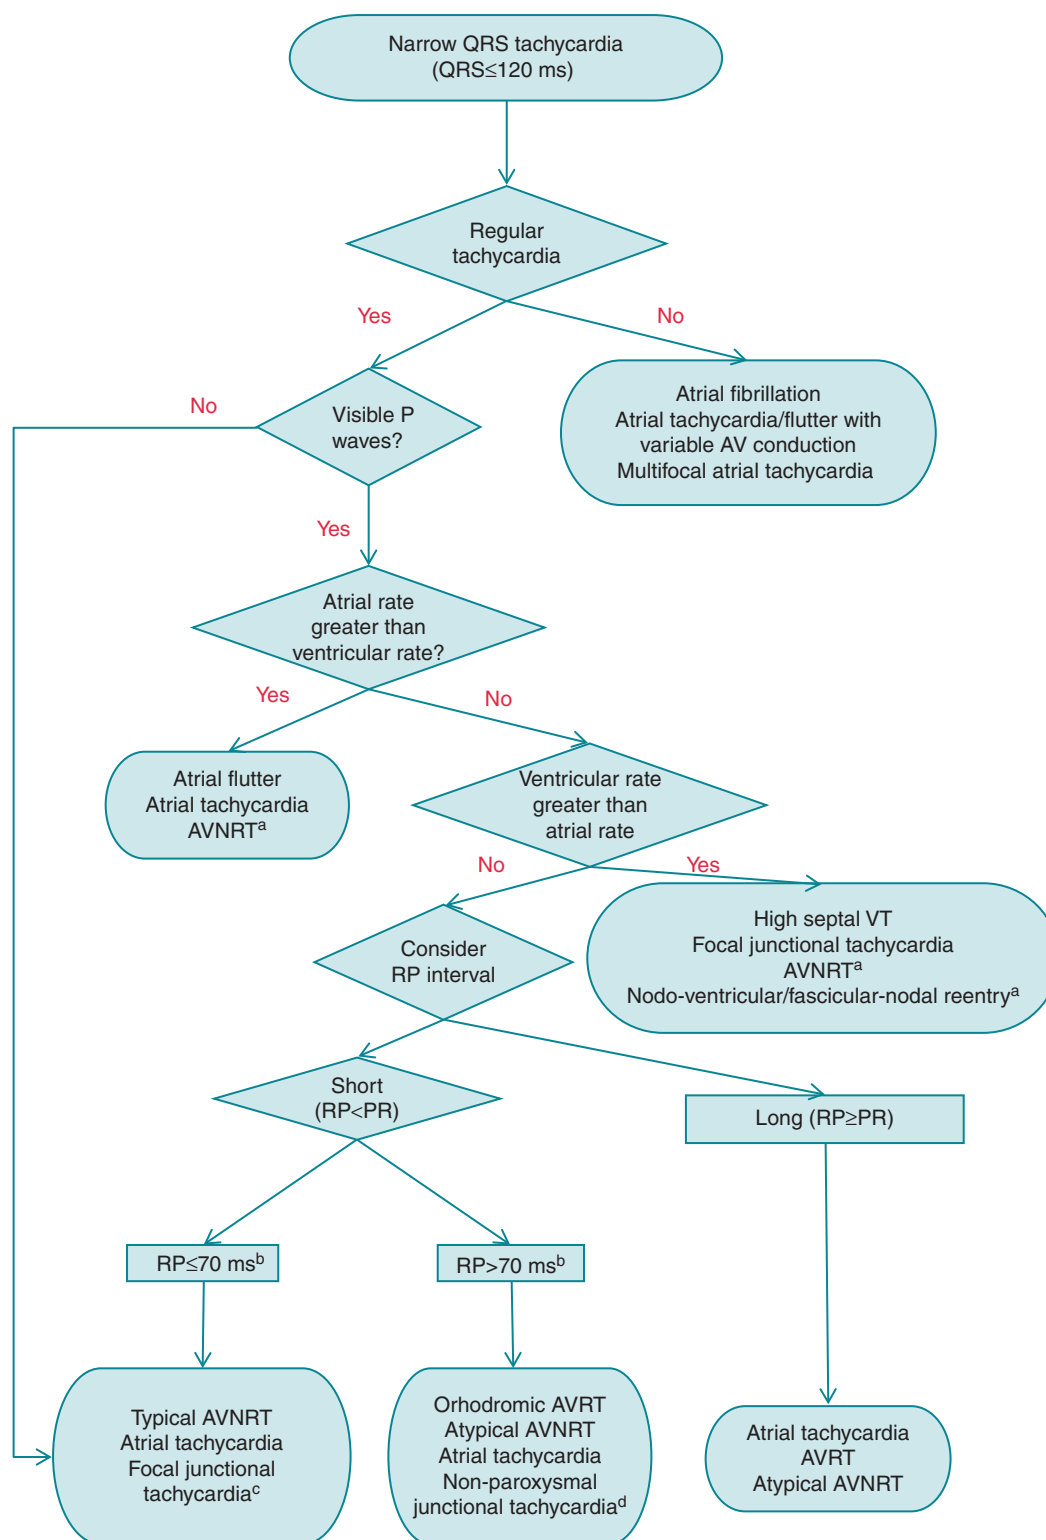 Narrow QRS tachycardia
(QRS≤120 ms)
Regular
tachycardia
Yes
No
Atrial fibrillation
Atrial tachycardia/flutter with
variable AV conduction
Multifocal atrial tachycardia
No
Visible P
waves?
Yes
Atrial rate
greater than
ventricular rate?
Yes
No
Atrial flutter
Atrial tachycardia
AVNRTa
Ventricular rate
greater than
atrial rate
No
Yes
High septal VT
Focal junctional tachycardia
AVNRTa
Nodo-ventricular/fascicular-nodal reentrya
Consider
RP interval
Short
(RP<PR)
Long (RP≥PR)
RP≤70 msb
RP>70 msb
Typical AVNRT
Atrial tachycardia
Focal junctional
tachycardiac
Orhodromic AVRT
Atypical AVNRT
Atrial tachycardia
Non-paroxysmal
junctional tachycardiad
Atrial tachycardia
AVRT
Atypical AVNRT